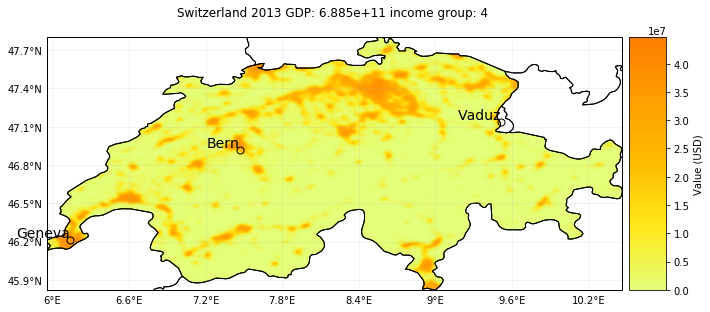 Switzerland 2013 GDP: 6.885e+11 income group: 4
1e7
47.7°N
47.4°N
47.1°N
46.8°N
46.5°N
46.2°N
45.9°N
Vaduz
Bern
Geneva
6°E
6.6°E
7.2°E
7.8°E
8.4°E
9°E
9.6°E
10.2°E
4.0
3.5
3.0
2.5
2.0
1.5
1.0
0.5
0.0
Value (USD)